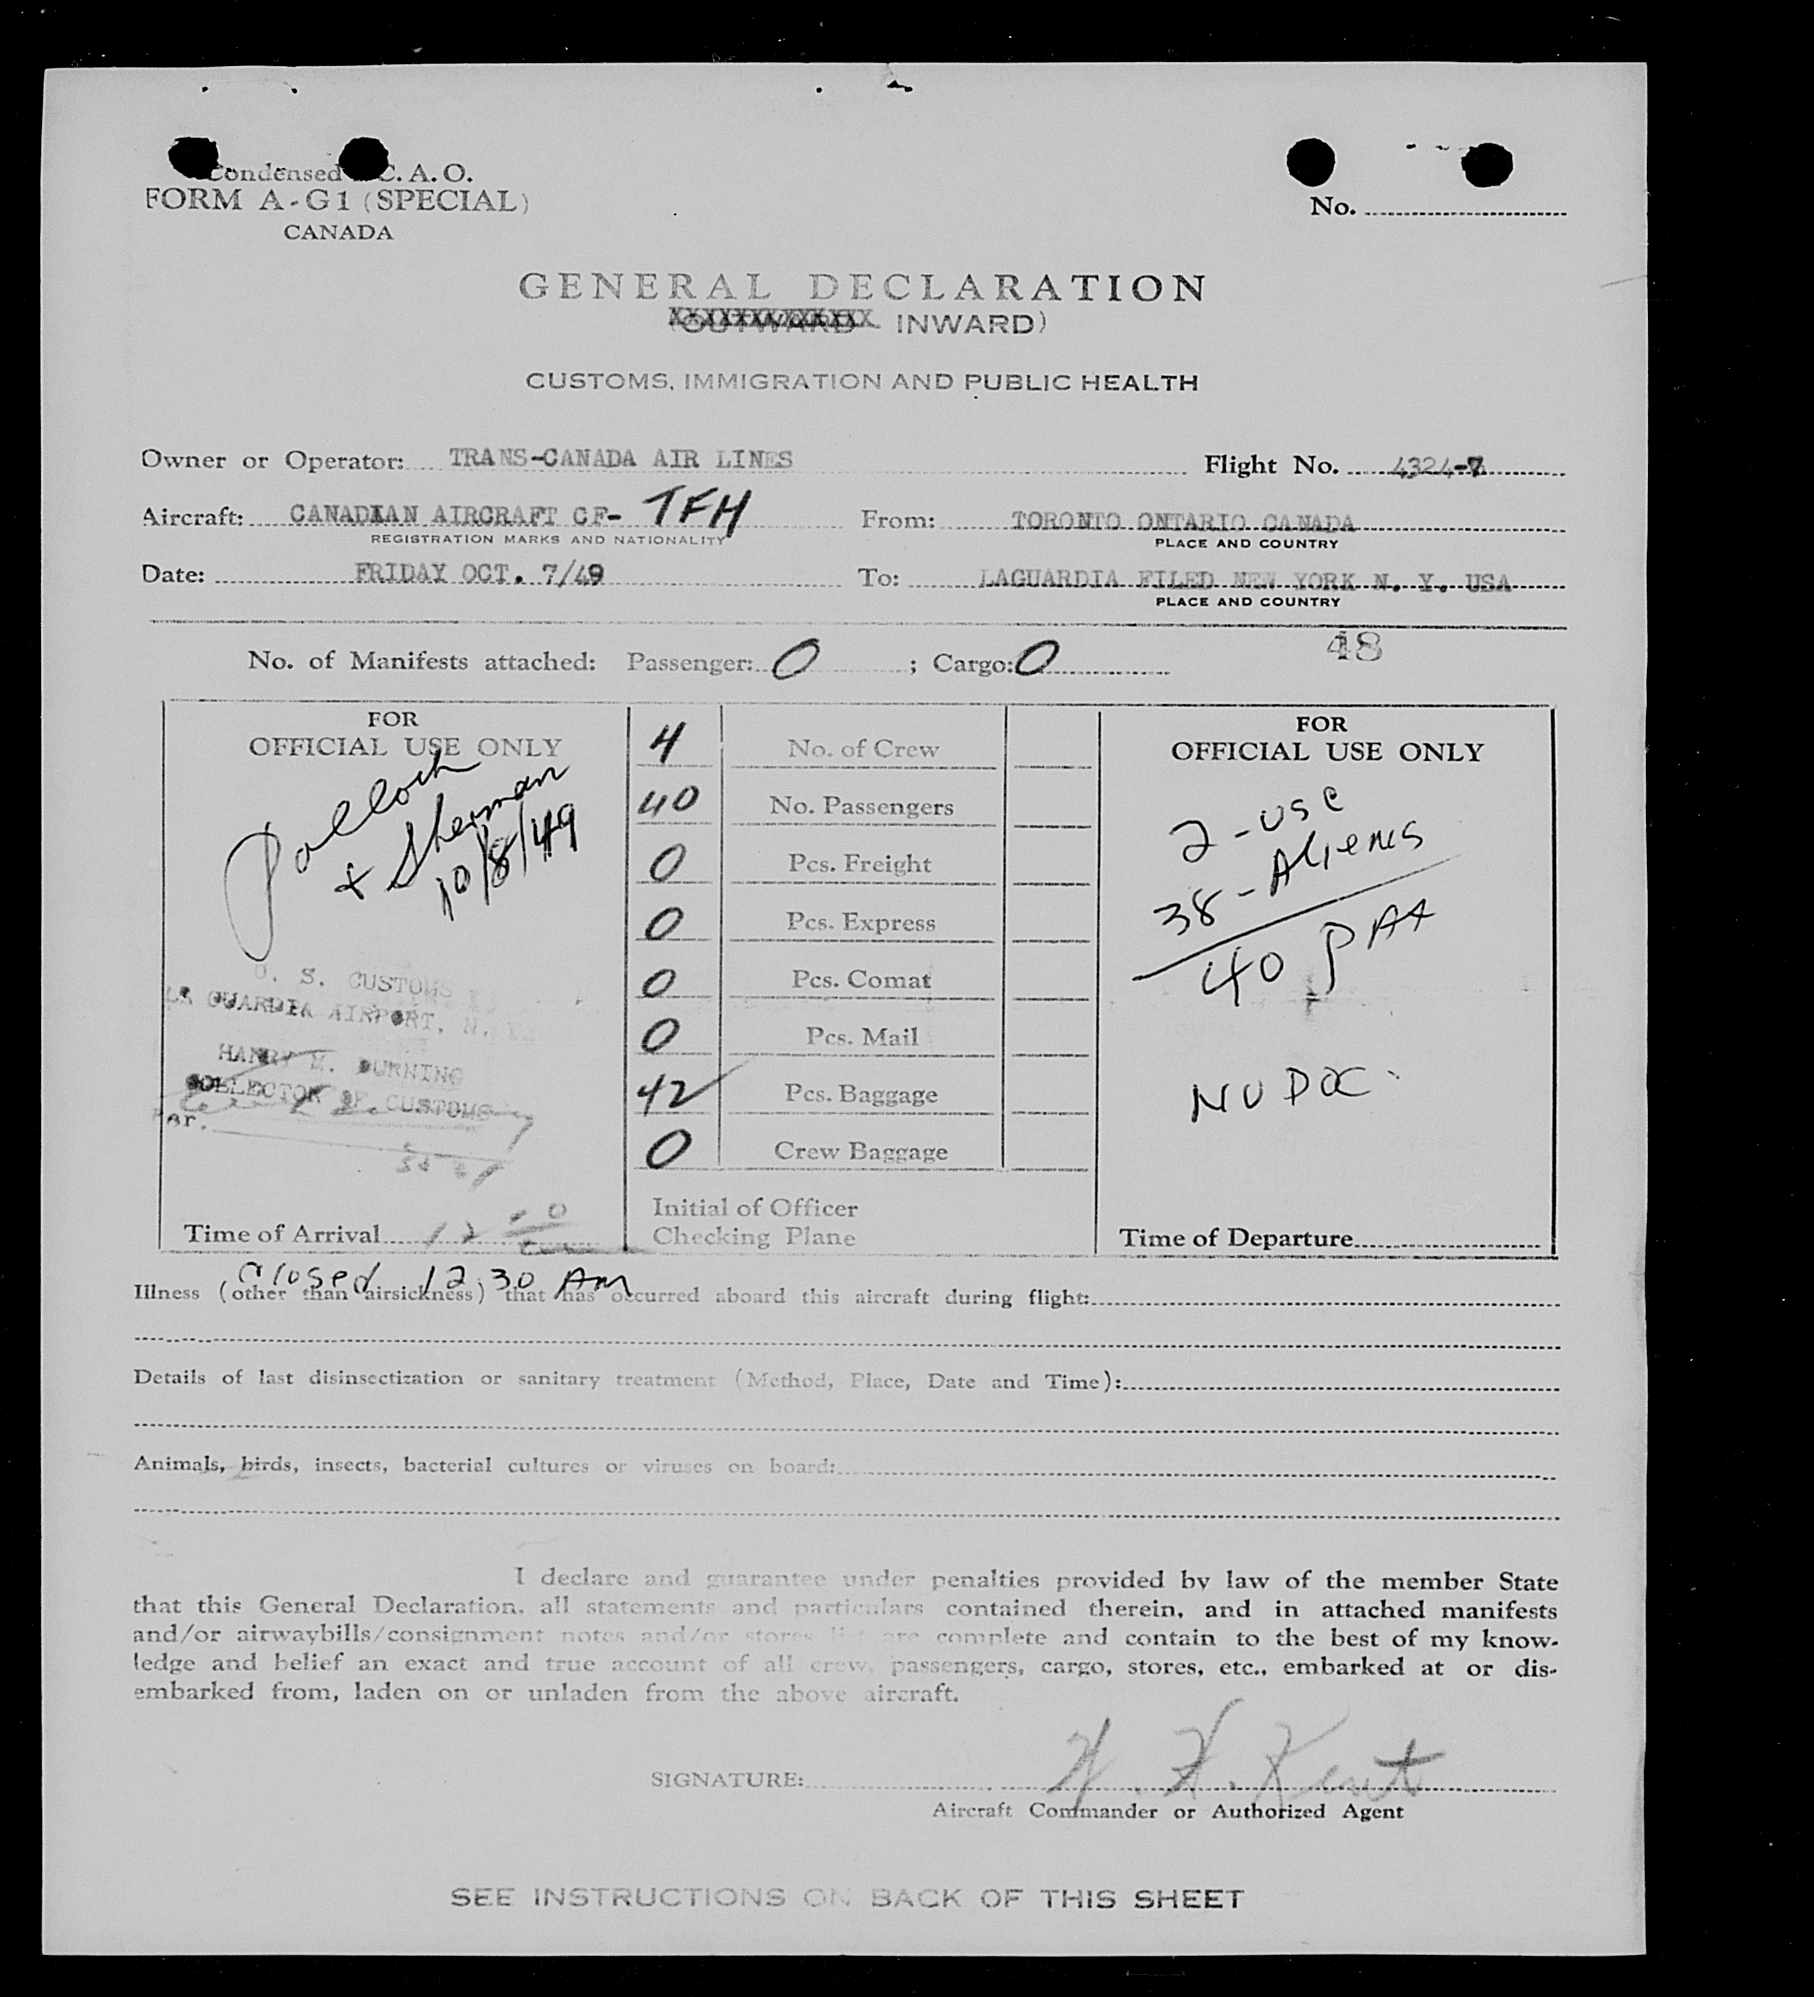 Condensed C. A. O.
FORM A-G1 (SPECIAL)
CANADA
No.
GENERAL DECLARATION
(OUTWARD INWARD)
CUSTOMS, IMMIGRATION AND PUBLIC HEALTH
Owner or Operator: TRANS-CANADA AIR LINES Flight No. 4324-7
Aircraft: CANADIAN AIRCRAFT CF- TFH From: TORONTO ONTARIO CANADA
REGISTRATION MARKS AND NATIONALITY PLACE AND COUNTRY
Date: FRIDAY OCT. 7/49 To: LAGUARDIA FILED NEW YORK N. Y. USA
PLACE AND COUNTRY
48
No. of Manifests attached: Passenger: 0 ; Cargo: 0
FOR
OFFICIAL USE ONLY
Pollock
& Sherman
10/8/49
U. S. CUSTOMS
LA GUARDIA AIRPORT, N.
HARRY M. DURNING
COLLECTOR OF CUSTOMS
Per.
Time of Arrival 12
4 No. of Crew
40 No. Passengers
0 Pcs. Freight
0 Pcs. Express
0 Pcs. Comat
0 Pcs. Mail
42 Pcs. Baggage
0 Crew Baggage
Initial of Officer
Checking Plane
FOR
OFFICIAL USE ONLY
2 - USC
38 - Aliens
40 PAX
NO DOC.
Time of Departure
closed 12:30 Am
Illness (other than airsickness) that has occurred aboard this aircraft during flight:
Details of last disinsectization or sanitary treatment (Method, Place, Date and Time):
Animals, birds, insects, bacterial cultures or viruses on board:
I declare and guarantee under penalties provided by law of the member State
that this General Declaration, all statements and particulars contained therein, and in attached manifests
and/or airwaybills/consignment notes and/or stores list are complete and contain to the best of my know-
ledge and belief an exact and true account of all crew, passengers, cargo, stores, etc., embarked at or dis-
embarked from, laden on or unladen from the above aircraft.
SIGNATURE: W. H. Kent
Aircraft Commander or Authorized Agent
SEE INSTRUCTIONS ON BACK OF THIS SHEET